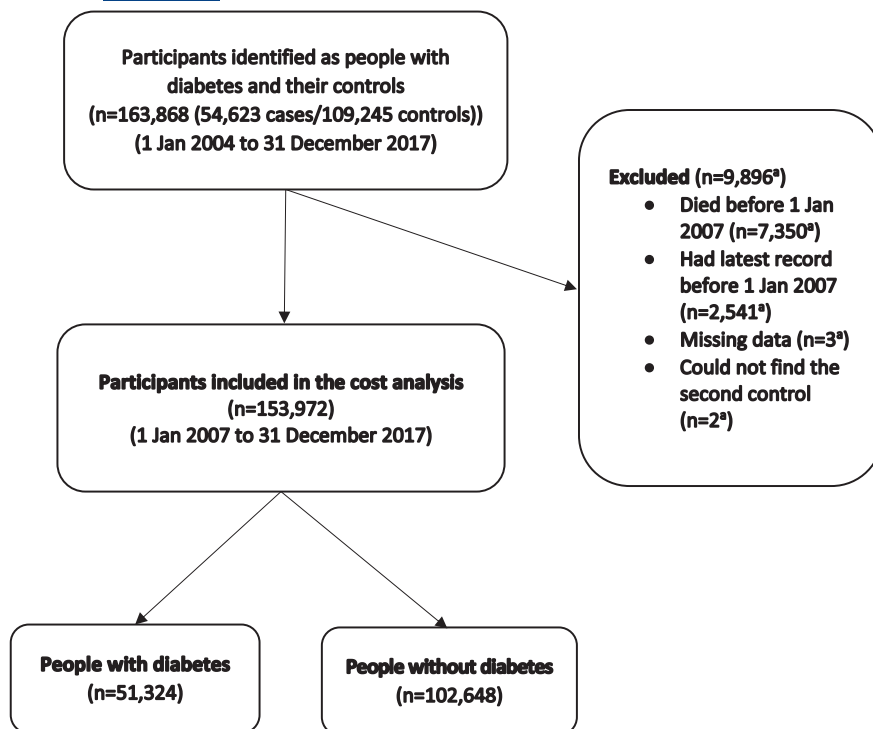 Participants identified as people with
diabetes and their controls
(n=163,868 (54,623 cases/109,245 controls))
(1 Jan 2004 to 31 December 2017)
Excluded (n=9,896ª)
• Died before 1 Jan
2007 (n=7,350ª)
• Had latest record
before 1 Jan 2007
(n=2,541ª)
• Missing data (n=3ª)
• Could not find the
second control
(n=2ª)
Participants included in the cost analysis
(n=153,972)
(1 Jan 2007 to 31 December 2017)
People with diabetes
(n=51,324)
People without diabetes
(n=102,648)